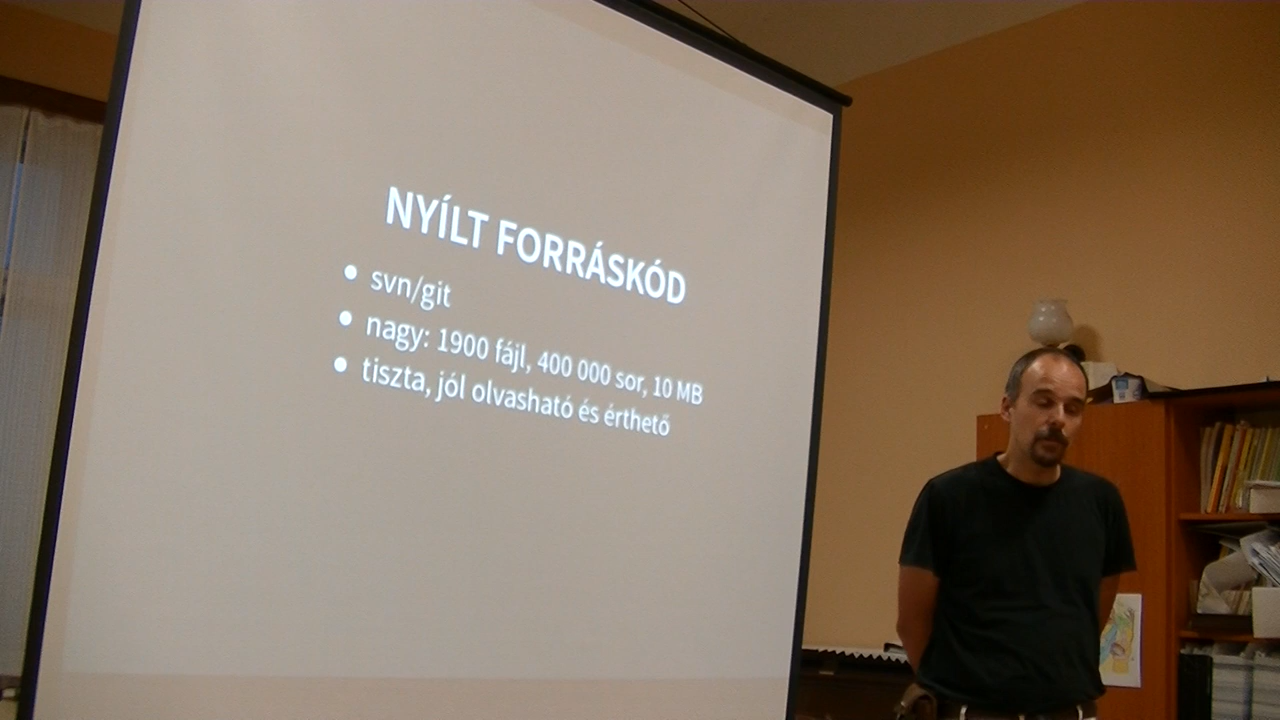 NYÍLT FORRÁSKÓD
• svn/git
• nagy: 1900 fájl, 400 000 sor, 10 MB
• tiszta, jól olvasható és érthető